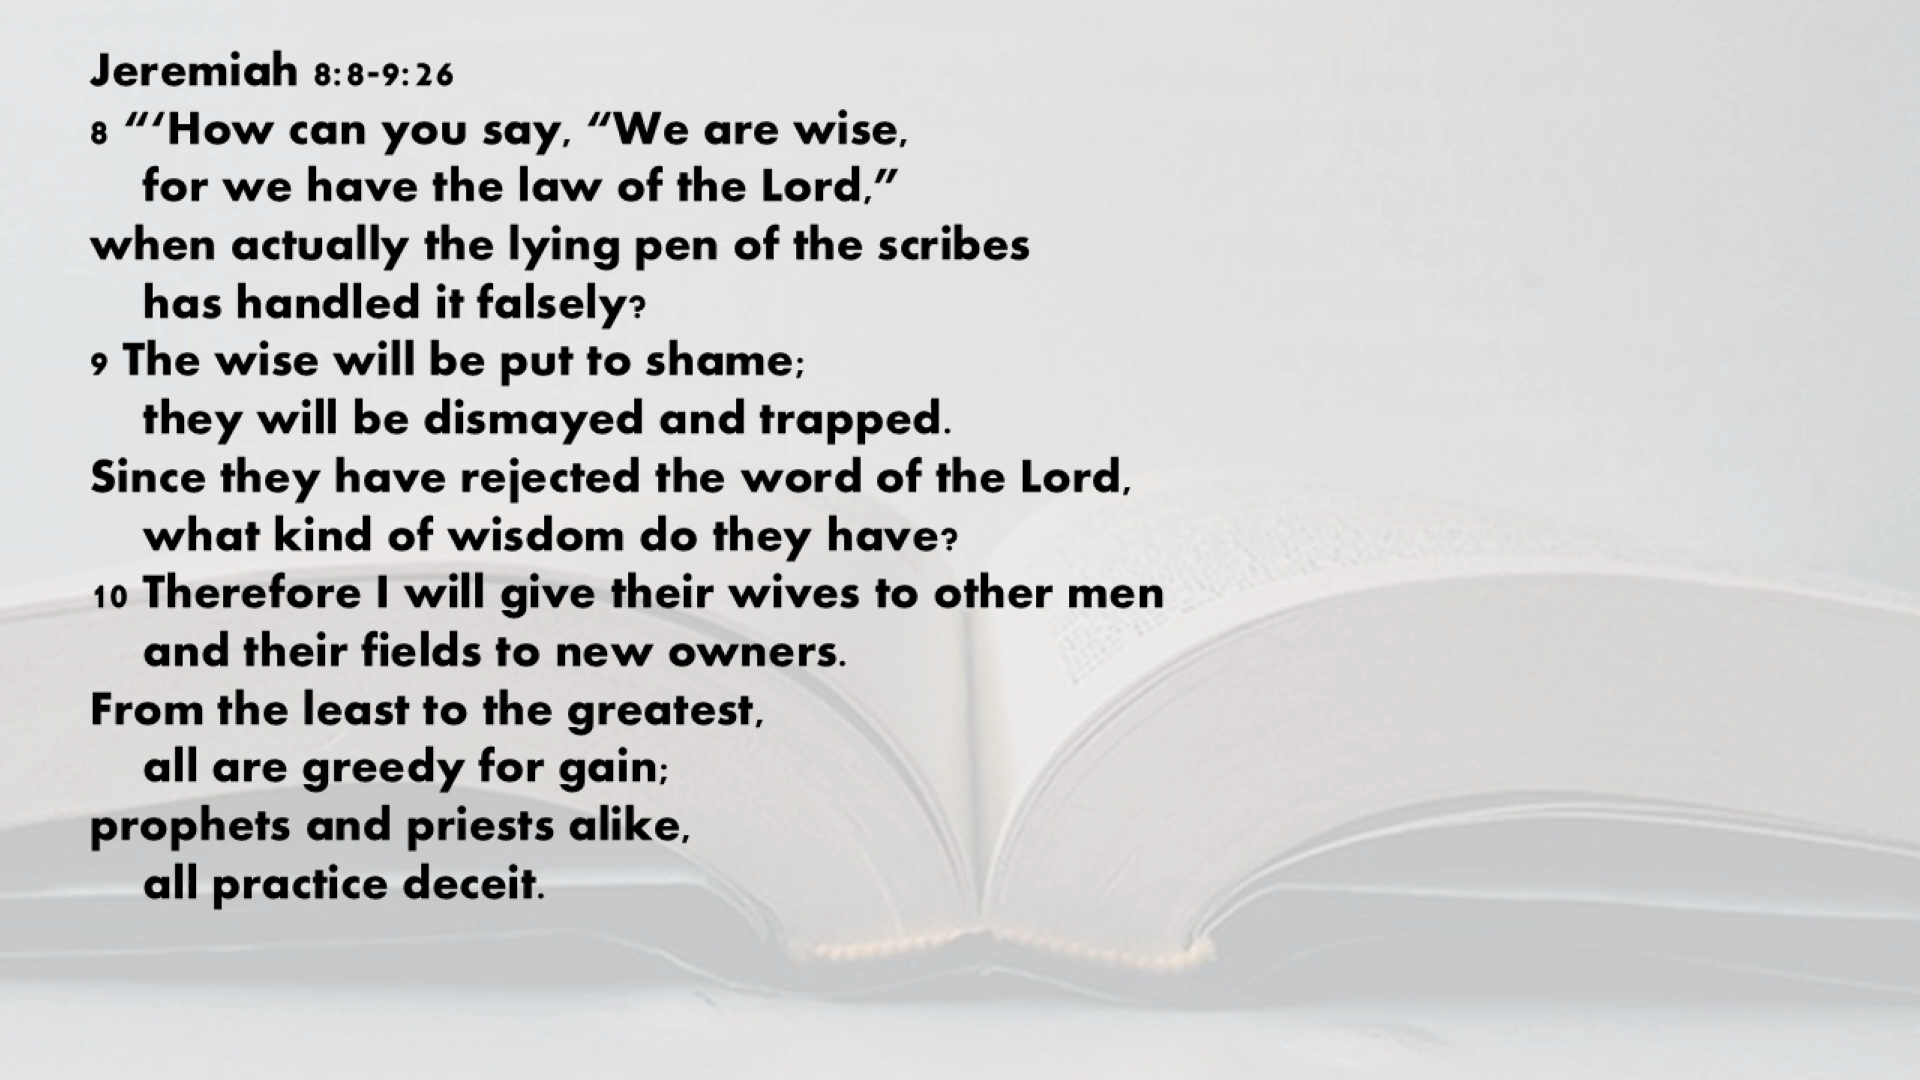 Jeremiah 8:8-9:26
8 “‘How can you say, “We are wise,
for we have the law of the Lord,”
when actually the lying pen of the scribes
has handled it falsely?
9 The wise will be put to shame;
they will be dismayed and trapped.
Since they have rejected the word of the Lord,
what kind of wisdom do they have?
10 Therefore I will give their wives to other men
and their fields to new owners.
From the least to the greatest,
all are greedy for gain;
prophets and priests alike,
all practice deceit.